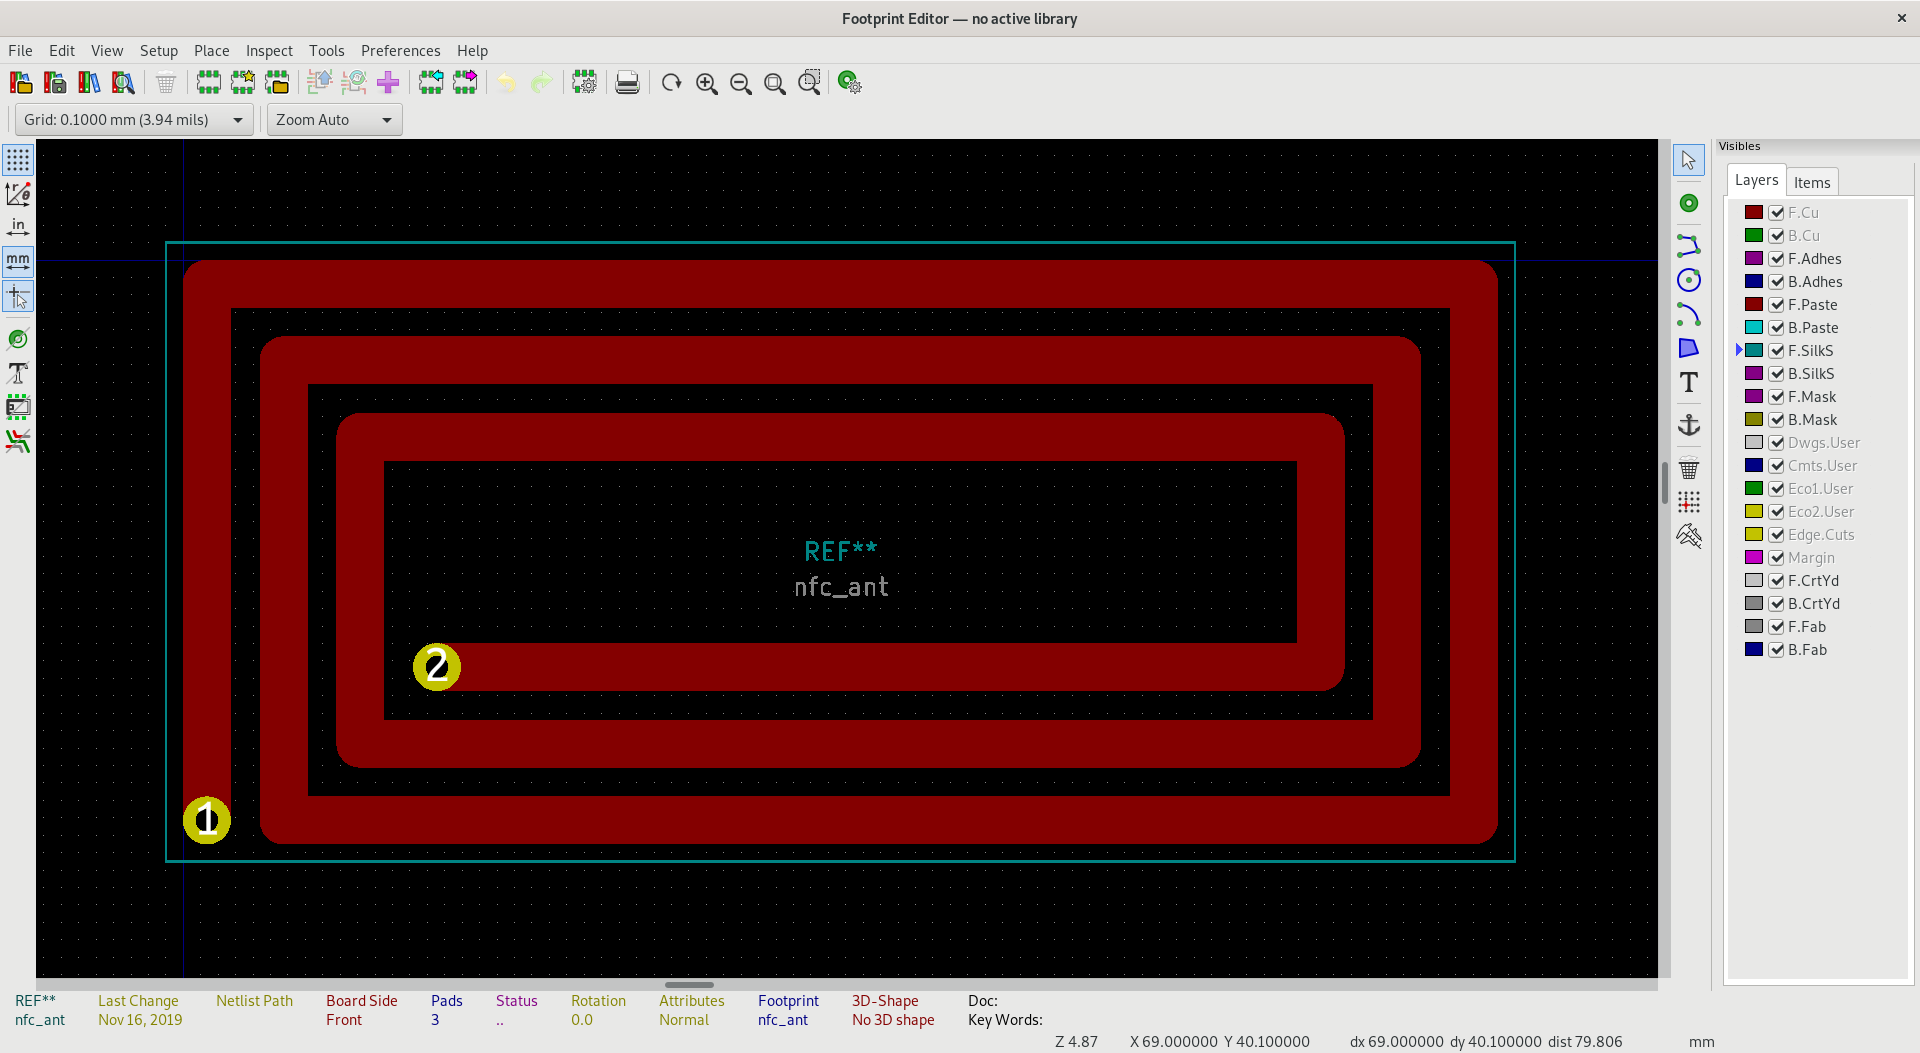 Footprint Editor — no active library
File Edit View Setup Place Inspect Tools Preferences Help
Grid: 0.1000 mm (3.94 mils) Zoom Auto
in
mm
REF**
nfc_ant
2
1
T
Visibles
Layers Items
F.Cu
B.Cu
F.Adhes
B.Adhes
F.Paste
B.Paste
F.SilkS
B.SilkS
F.Mask
B.Mask
Dwgs.User
Cmts.User
Eco1.User
Eco2.User
Edge.Cuts
Margin
F.CrtYd
B.CrtYd
F.Fab
B.Fab
REF** Last Change Netlist Path Board Side Pads Status Rotation Attributes Footprint 3D-Shape Doc:
nfc_ant Nov 16, 2019 Front 3 .. 0.0 Normal nfc_ant No 3D shape Key Words:
Z 4.87 X 69.000000 Y 40.100000 dx 69.000000 dy 40.100000 dist 79.806 mm